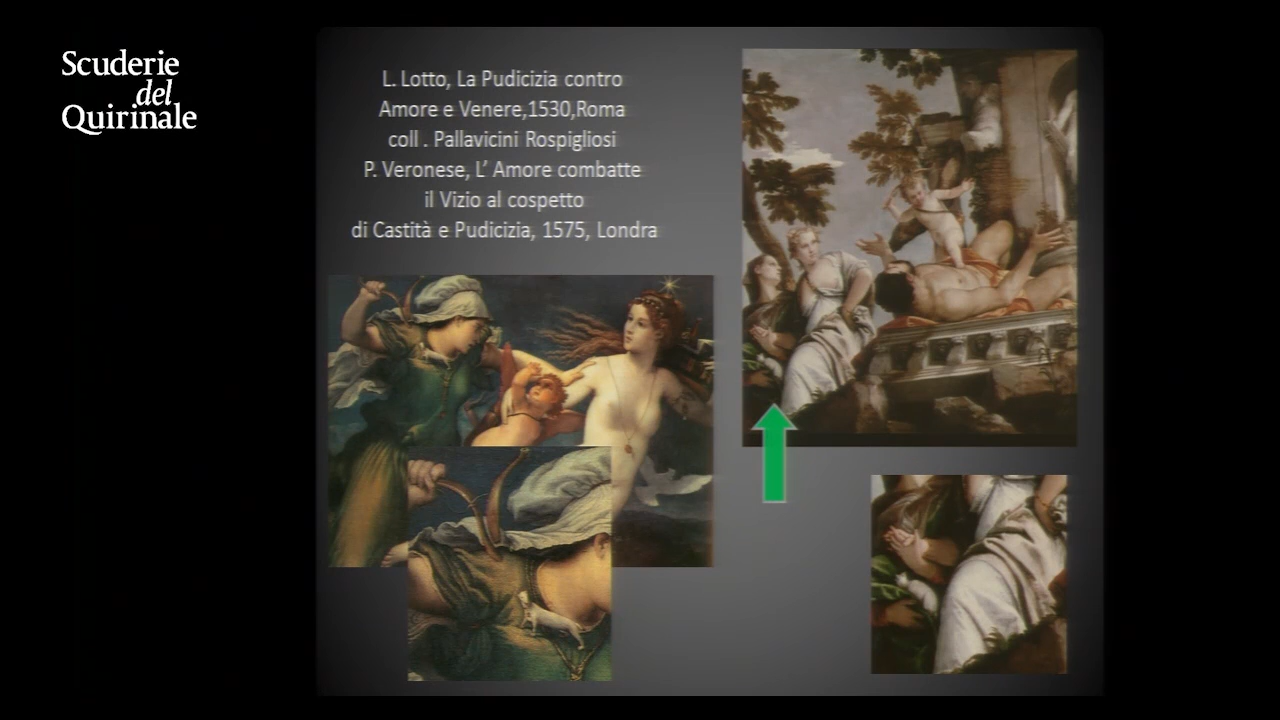 Scuderie
del
Quirinale
L. Lotto, La Pudicizia contro
Amore e Venere,1530,Roma
coll . Pallavicini Rospigliosi
P. Veronese, L’ Amore combatte
il Vizio al cospetto
di Castità e Pudicizia, 1575, Londra